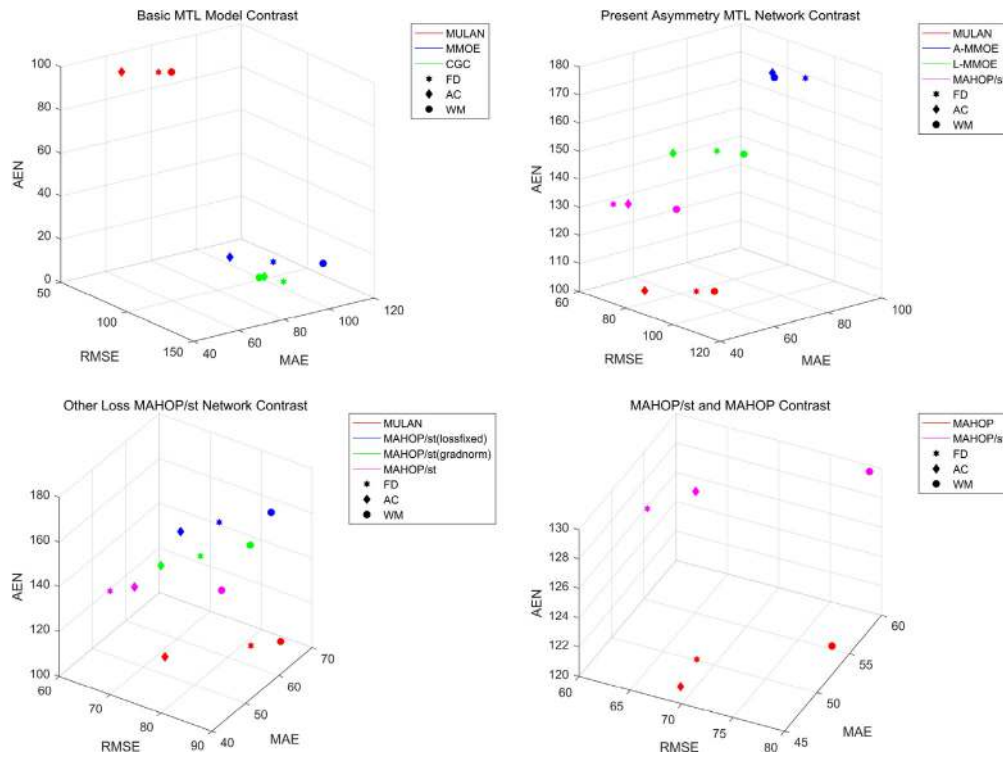 Basic MTL Model Contrast
MULAN
MMOE
CGC
FD
AC
WM
100
80
60
40
20
0
AEN
50
100
150
RMSE
40
60
80
100
120
MAE
Present Asymmetry MTL Network Contrast
MULAN
A-MMOE
L-MMOE
MAHOP/st
FD
AC
WM
180
170
160
150
140
130
120
110
100
AEN
60
80
100
120
RMSE
40
60
80
100
MAE
Other Loss MAHOP/st Network Contrast
MULAN
MAHOP/st(lossfixed)
MAHOP/st(gradnorm)
MAHOP/st
FD
AC
WM
180
160
140
120
100
AEN
60
70
80
90
RMSE
40
50
60
70
MAE
MAHOP/st and MAHOP Contrast
MAHOP
MAHOP/st
FD
AC
WM
130
128
126
124
122
120
AEN
60
65
70
75
80
RMSE
45
50
55
60
MAE